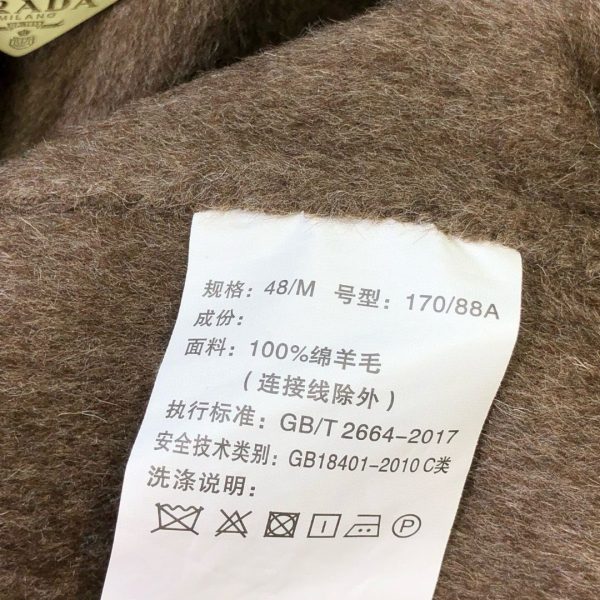 RADA
MILANO
规格: 48/M 号型: 170/88A
成份:
面料: 100%绵羊毛
(连接线除外)
执行标准: GB/T 2664-2017
安全技术类别: GB18401-2010 C类
洗涤说明:
P